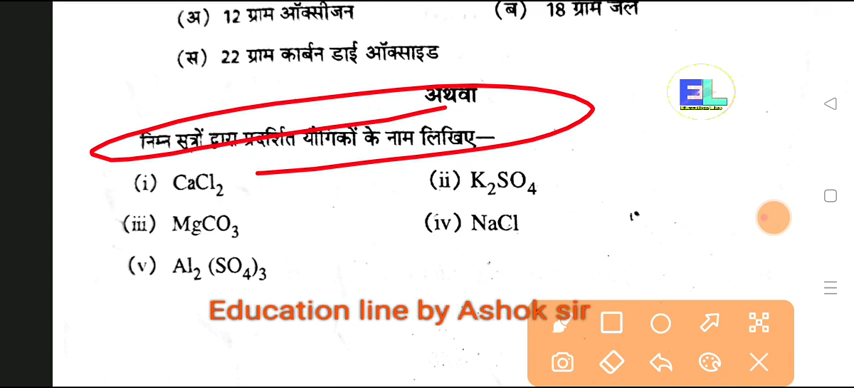 (अ) 12 ग्राम ऑक्सीजन (ब) 18 ग्राम जल
(स) 22 ग्राम कार्बन डाई ऑक्साइड
अथवा
निम्न सूत्रों द्वारा प्रदर्शित यौगिकों के नाम लिखिए—
(i) CaCl₂ (ii) K₂SO₄
(iii) MgCO₃ (iv) NaCl
(v) Al₂ (SO₄)₃
Education line by Ashok sir